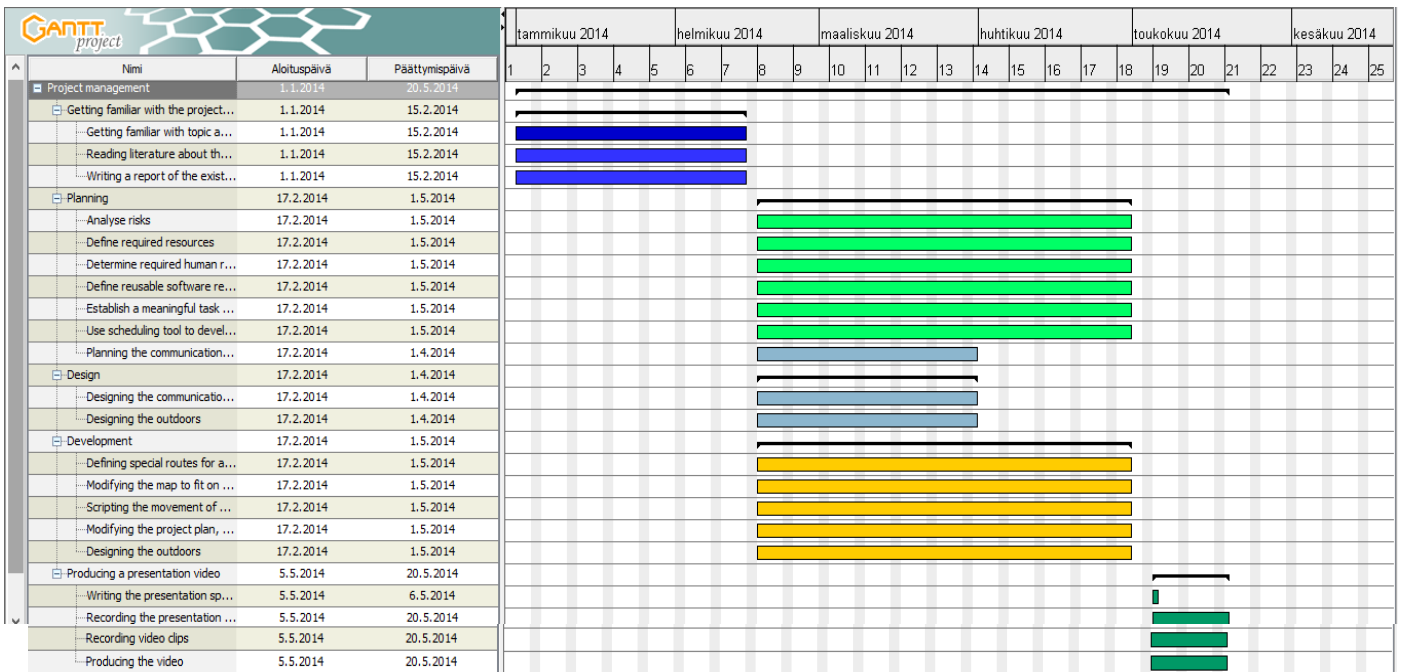 GANTT
project
tammikuu 2014 helmikuu 2014 maaliskuu 2014 huhtikuu 2014 toukokuu 2014 kesäkuu 2014
Nimi Aloituspäivä Päättymispäivä 1 2 3 4 5 6 7 8 9 10 11 12 13 14 15 16 17 18 19 20 21 22 23 24 25
Project management 1.1.2014 20.5.2014
Getting familiar with the project... 1.1.2014 15.2.2014
Getting familiar with topic a... 1.1.2014 15.2.2014
Reading literature about th... 1.1.2014 15.2.2014
Writing a report of the exist... 1.1.2014 15.2.2014
Planning 17.2.2014 1.5.2014
Analyse risks 17.2.2014 1.5.2014
Define required resources 17.2.2014 1.5.2014
Determine required human r... 17.2.2014 1.5.2014
Define reusable software re... 17.2.2014 1.5.2014
Establish a meaningful task ... 17.2.2014 1.5.2014
Use scheduling tool to devel... 17.2.2014 1.5.2014
Planning the communication... 17.2.2014 1.4.2014
Design 17.2.2014 1.4.2014
Designing the communicatio... 17.2.2014 1.4.2014
Designing the outdoors 17.2.2014 1.4.2014
Development 17.2.2014 1.5.2014
Defining special routes for a... 17.2.2014 1.5.2014
Modifying the map to fit on ... 17.2.2014 1.5.2014
Scripting the movement of ... 17.2.2014 1.5.2014
Modifying the project plan, ... 17.2.2014 1.5.2014
Designing the outdoors 17.2.2014 1.5.2014
Producing a presentation video 5.5.2014 20.5.2014
Writing the presentation sp... 5.5.2014 6.5.2014
Recording the presentation ... 5.5.2014 20.5.2014
Recording video clips 5.5.2014 20.5.2014
Producing the video 5.5.2014 20.5.2014